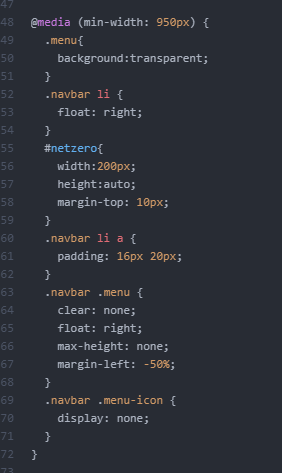 47
48 @media (min-width: 950px) {
49   .menu{
50     background:transparent;
51   }
52   .navbar li {
53     float: right;
54   }
55   #netzero{
56     width:200px;
57     height:auto;
58     margin-top: 10px;
59   }
60   .navbar li a {
61     padding: 16px 20px;
62   }
63   .navbar .menu {
64     clear: none;
65     float: right;
66     max-height: none;
67     margin-left: -50%;
68   }
69   .navbar .menu-icon {
70     display: none;
71   }
72 }
73